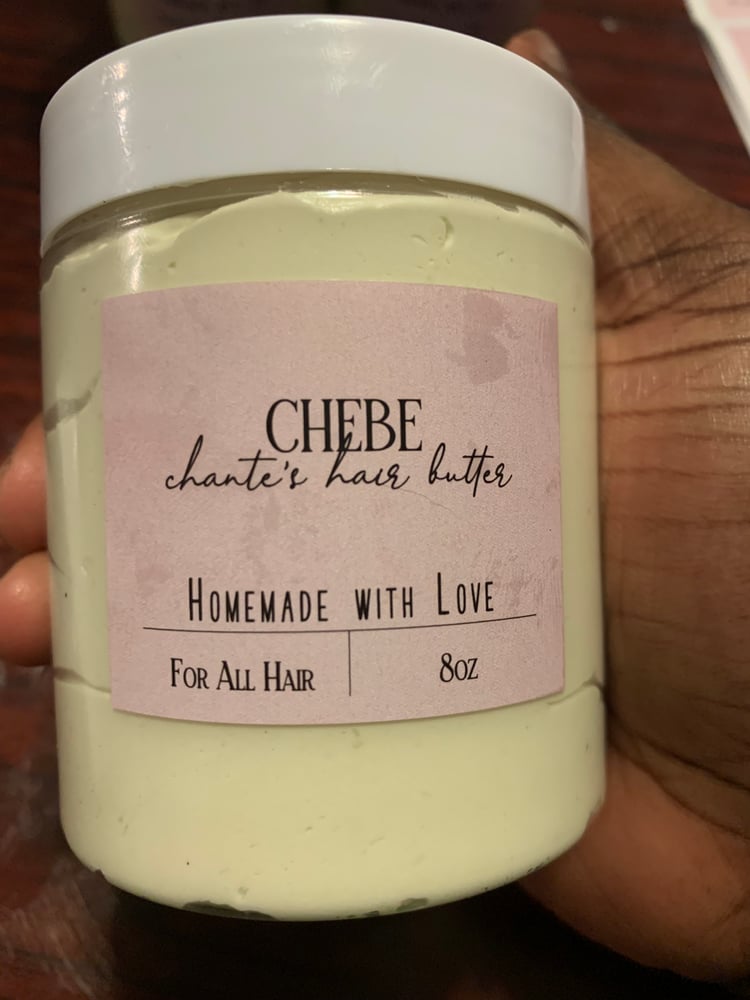 CHEBE
chante's hair butter
HOMEMADE WITH LOVE
FOR ALL HAIR
8OZ